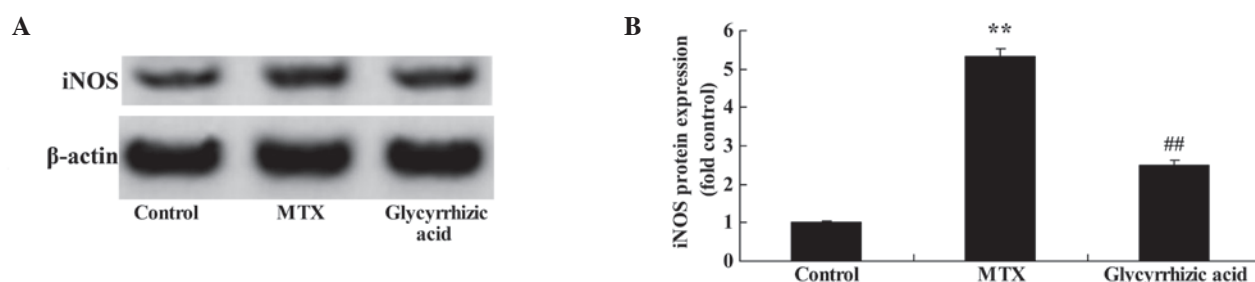 A
iNOS
β-actin
Control MTX Glycyrrhizic
acid
B
iNOS protein expression
(fold control)
6
5
4
3
2
1
0
**
##
Control MTX Glycyrrhizic acid